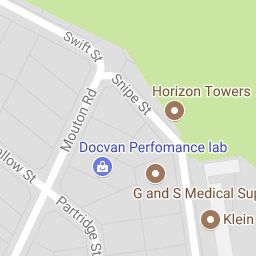 Swift St
Snipe St
Horizon Towers
Mouton Rd
Docvan Perfomance lab
G and S Medical Sup
Klein
llow St
Partridge St